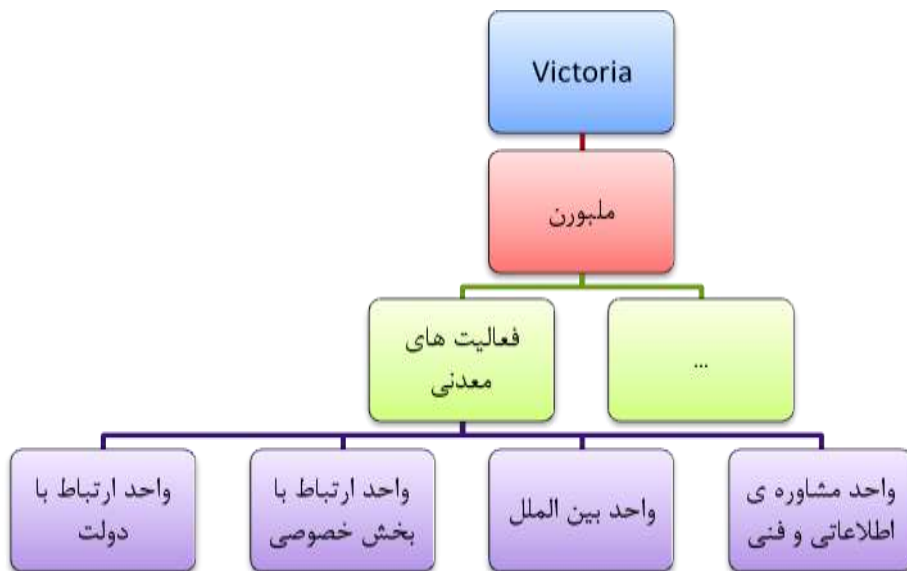 Victoria
ملبورن
...
فعالیت های
معدنی
واحد مشاوره ی
اطلاعاتی و فنی
واحد بین الملل
واحد ارتباط با
بخش خصوصی
واحد ارتباط با
دولت